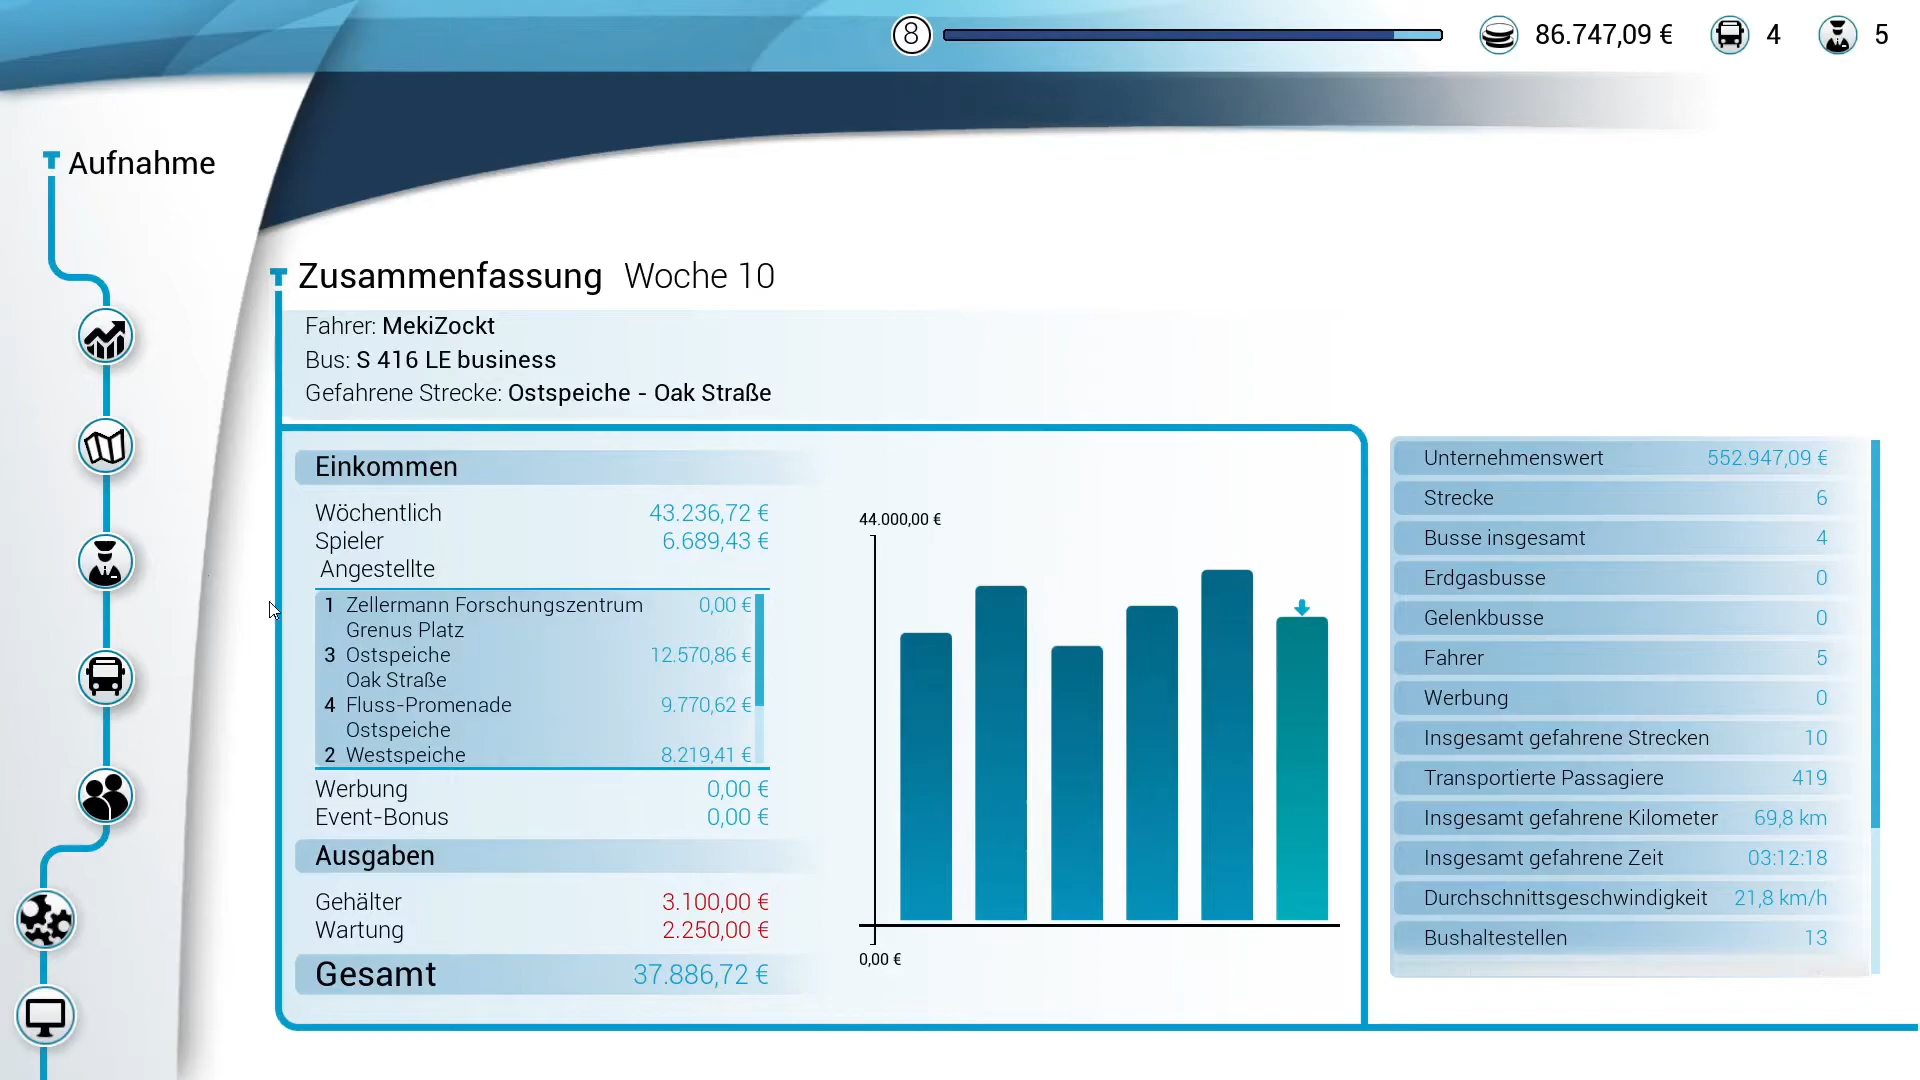 8 86.747,09 € 4 5
Aufnahme
Zusammenfassung Woche 10
Fahrer: MekiZockt
Bus: S 416 LE business
Gefahrene Strecke: Ostspeiche - Oak Straße
Einkommen
Wöchentlich 43.236,72 €
Spieler 6.689,43 €
Angestellte
1 Zellermann Forschungszentrum 0,00 €
Grenus Platz
3 Ostspeiche 12.570,86 €
Oak Straße
4 Fluss-Promenade 9.770,62 €
Ostspeiche
2 Westspeiche 8.219,41 €
Werbung 0,00 €
Event-Bonus 0,00 €
Ausgaben
Gehälter 3.100,00 €
Wartung 2.250,00 €
Gesamt 37.886,72 €
44.000,00 €
0,00 €
Unternehmenswert 552.947,09 €
Strecke 6
Busse insgesamt 4
Erdgasbusse 0
Gelenkbusse 0
Fahrer 5
Werbung 0
Insgesamt gefahrene Strecken 10
Transportierte Passagiere 419
Insgesamt gefahrene Kilometer 69,8 km
Insgesamt gefahrene Zeit 03:12:18
Durchschnittsgeschwindigkeit 21,8 km/h
Bushaltestellen 13